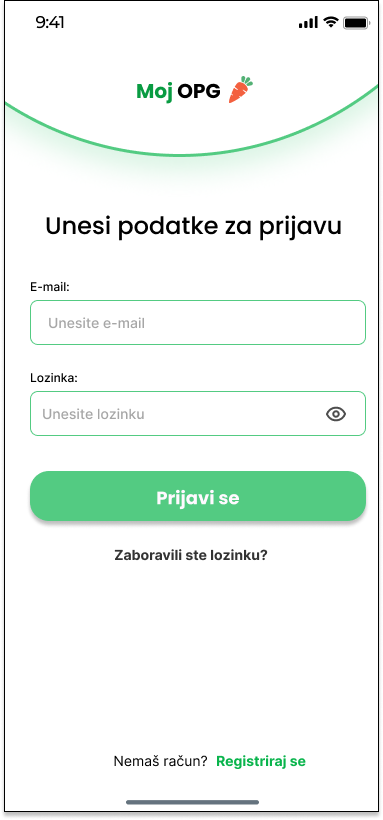 9:41
Moj OPG
Unesi podatke za prijavu
E-mail:
Unesite e-mail
Lozinka:
Unesite lozinku
Prijavi se
Zaboravili ste lozinku?
Nemaš račun? Registriraj se